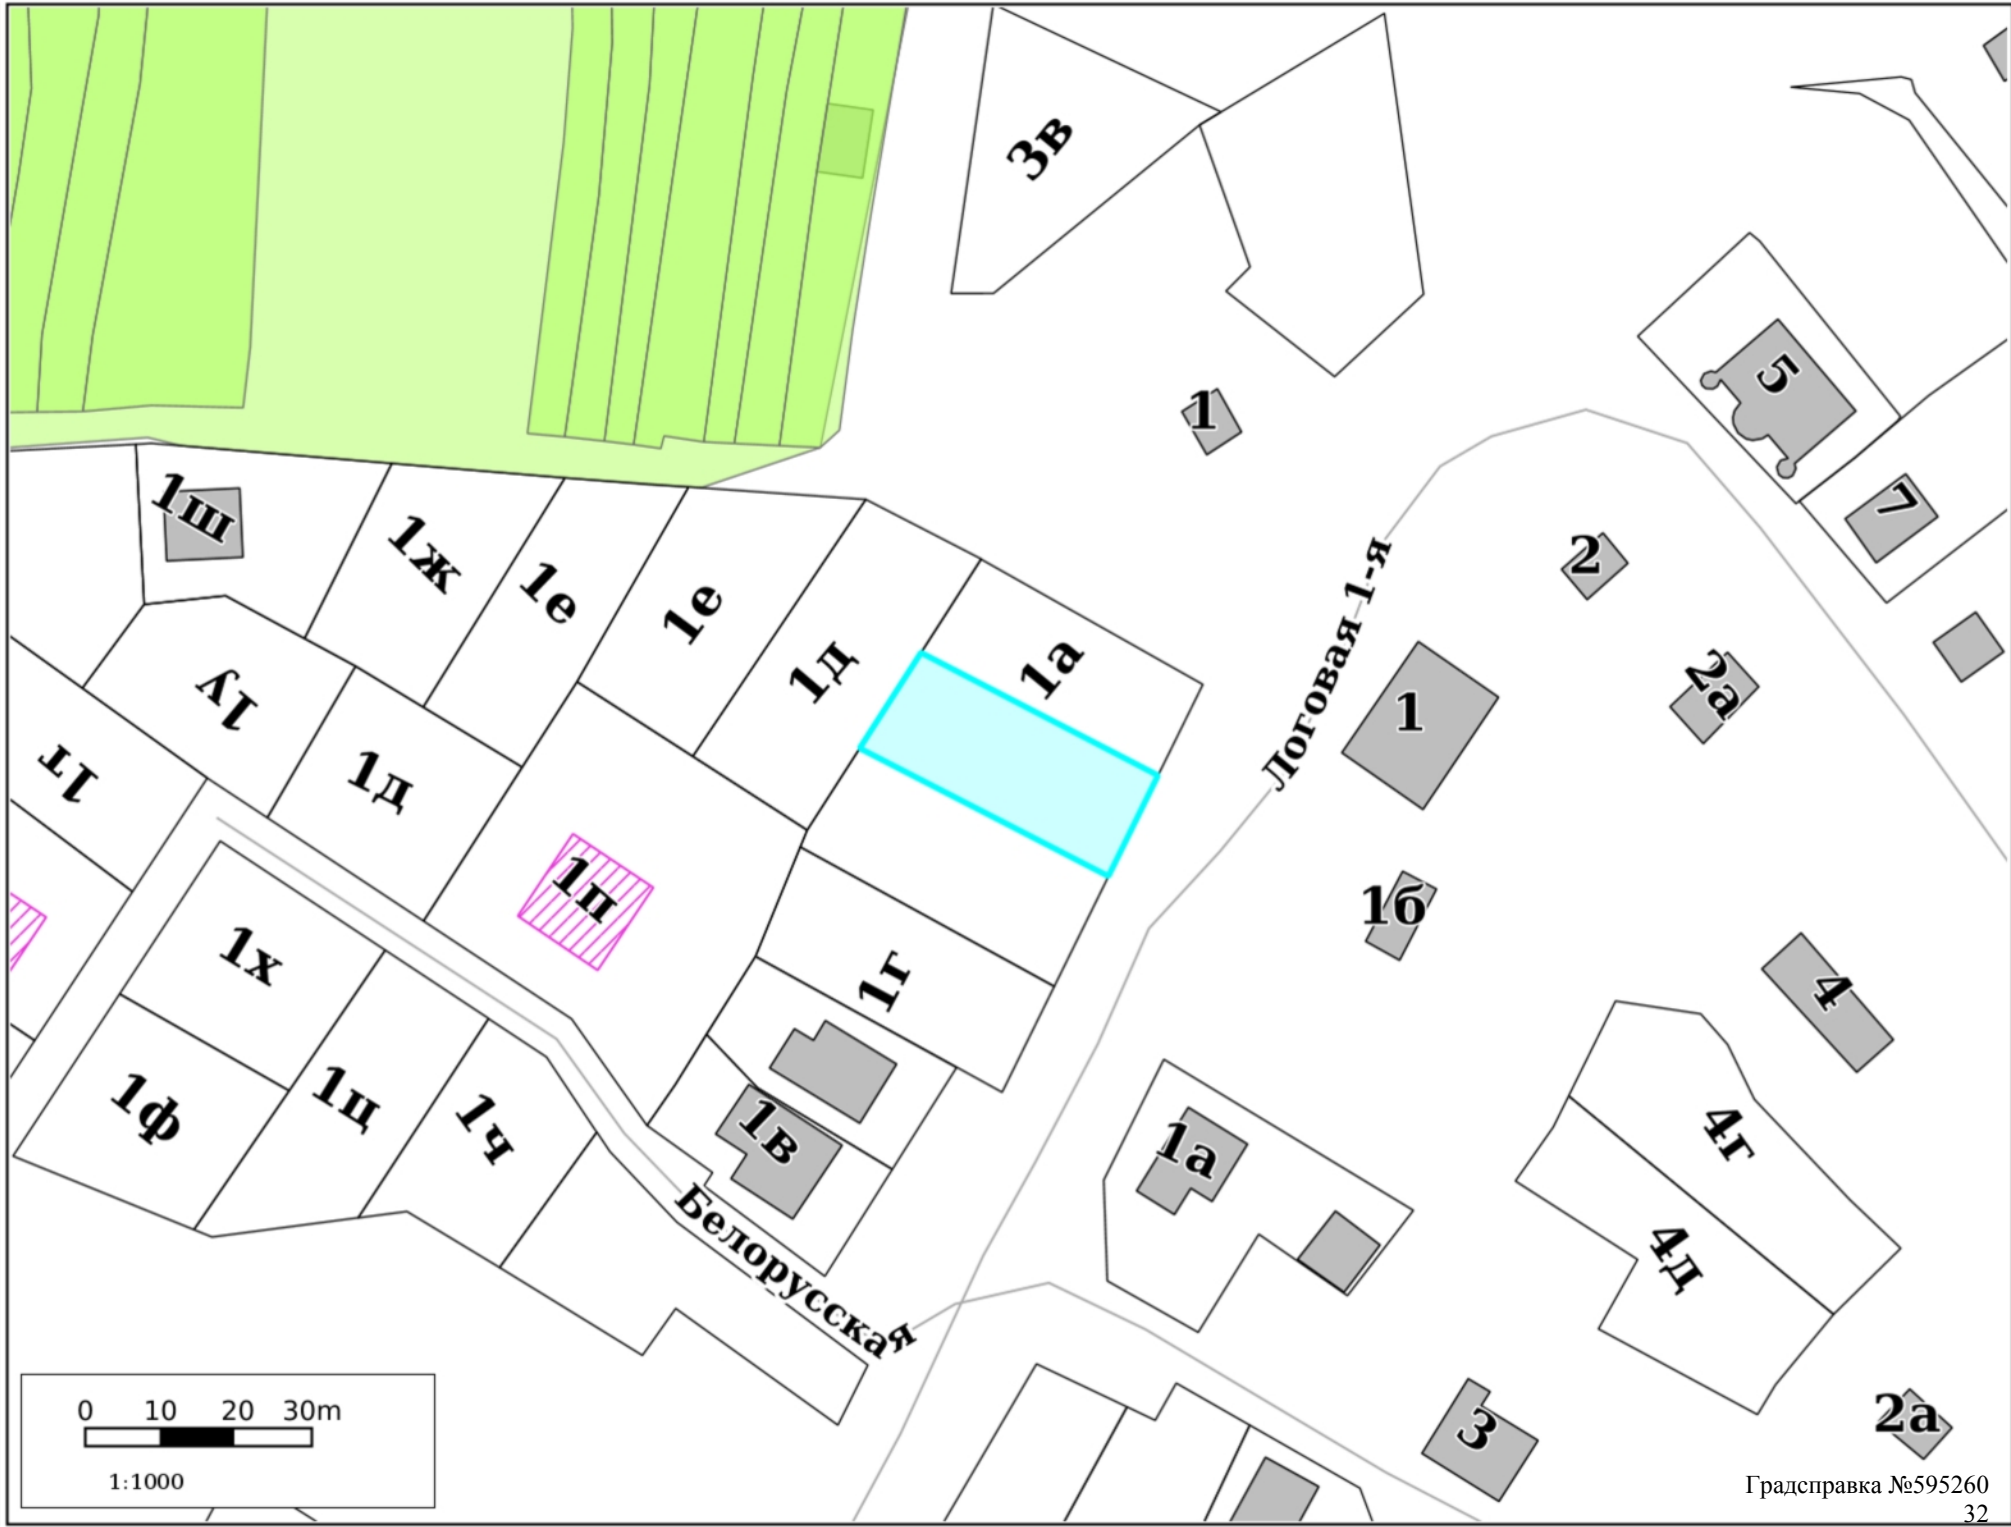 3в
5
1
7
1ш
1ж
1е
1е
2
1д
1а
Логовая 1-я
1у
2а
1
1т
1д
1п
1б
1х
1г
4
1ф
1ц
1ч
1в
1а
4г
Белорусская
4д
0 10 20 30m
1:1000
3
2а
Градсправка №595260
32